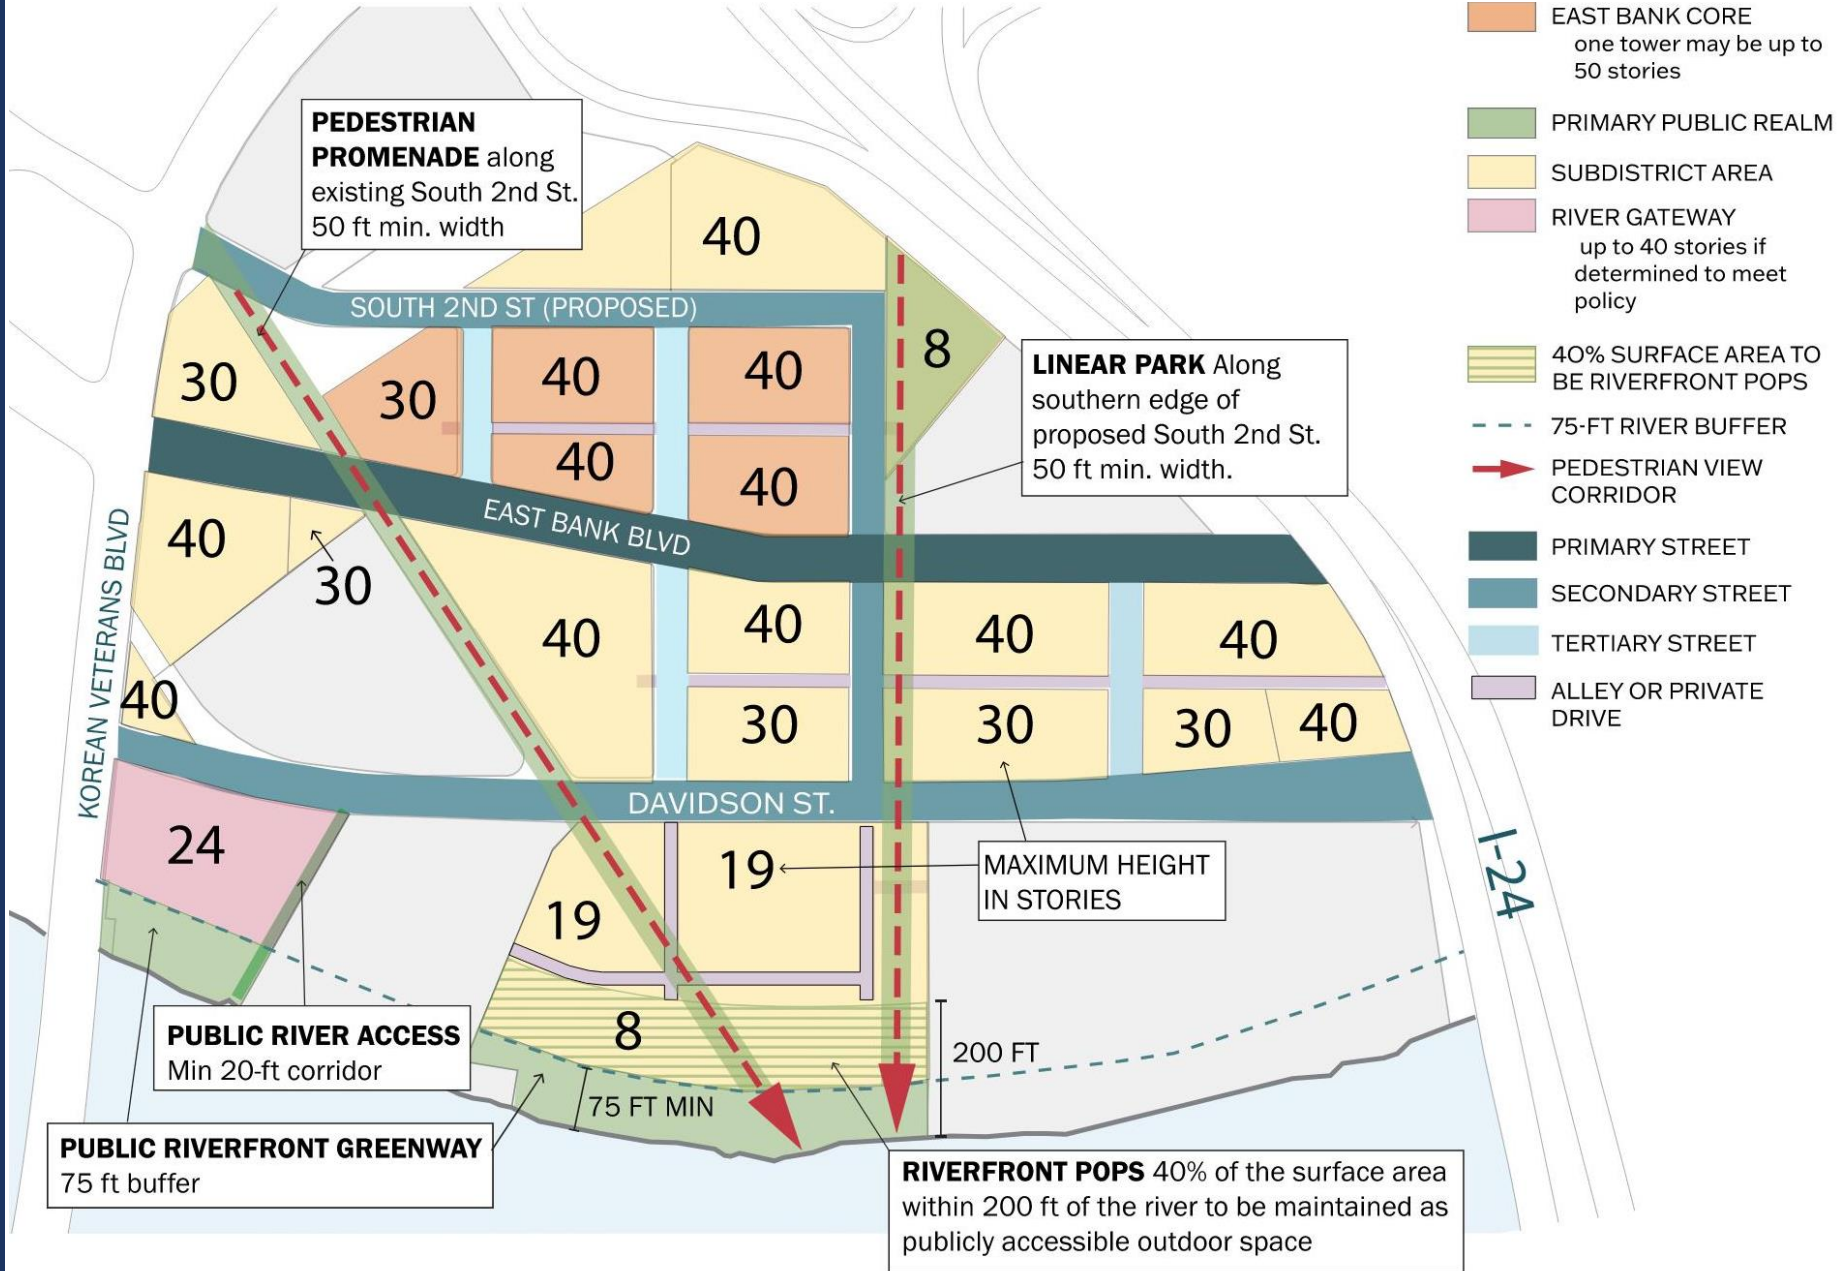 EAST BANK CORE
one tower may be up to
50 stories
PRIMARY PUBLIC REALM
SUBDISTRICT AREA
RIVER GATEWAY
up to 40 stories if
determined to meet
policy
40% SURFACE AREA TO
BE RIVERFRONT POPS
75-FT RIVER BUFFER
PEDESTRIAN VIEW
CORRIDOR
PRIMARY STREET
SECONDARY STREET
TERTIARY STREET
ALLEY OR PRIVATE
DRIVE
PEDESTRIAN
PROMENADE along
existing South 2nd St.
50 ft min. width
40
SOUTH 2ND ST (PROPOSED)
8
LINEAR PARK Along
southern edge of
proposed South 2nd St.
50 ft min. width.
30
30
40
40
40
40
EAST BANK BLVD
40
30
KOREAN VETERANS BLVD
40
40
40
40
40
30
30
30
40
DAVIDSON ST.
24
19
19
MAXIMUM HEIGHT
IN STORIES
I-24
8
200 FT
75 FT MIN
PUBLIC RIVER ACCESS
Min 20-ft corridor
PUBLIC RIVERFRONT GREENWAY
75 ft buffer
RIVERFRONT POPS 40% of the surface area
within 200 ft of the river to be maintained as
publicly accessible outdoor space